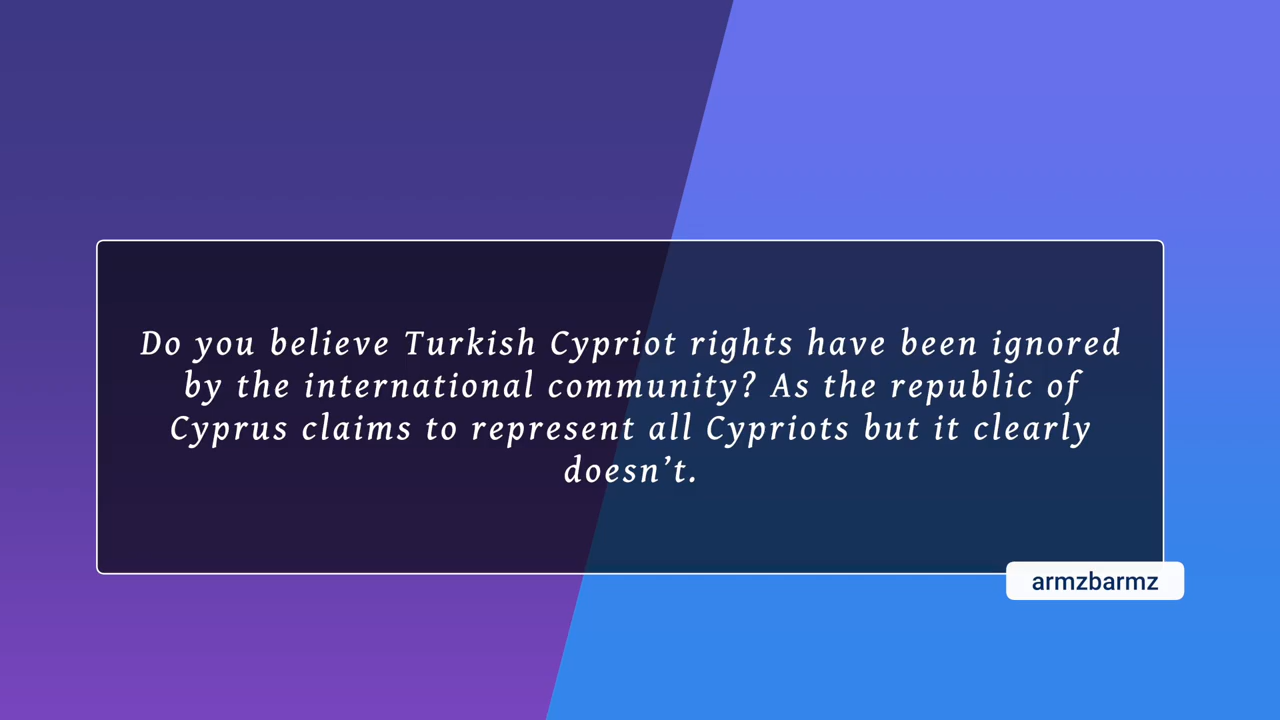 Do you believe Turkish Cypriot rights have been ignored
by the international community? As the republic of
Cyprus claims to represent all Cypriots but it clearly
doesn’t.
armzbarmz